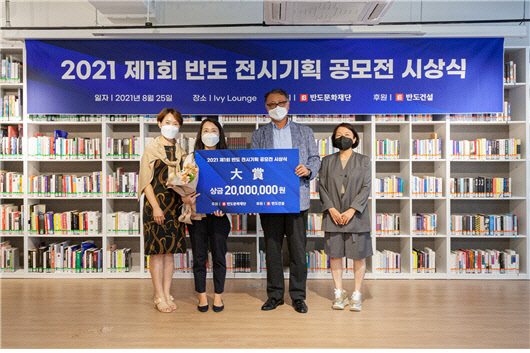 2021 제1회 반도 전시기획 공모전 시상식
일자 | 2021년 8월 25일 장소 | Ivy Lounge 반도문화재단 후원 | 반도건설
2021 제1회 반도 전시기획 공모전 시상식
大賞
상금 20,000,000원
반도문화재단 반도건설